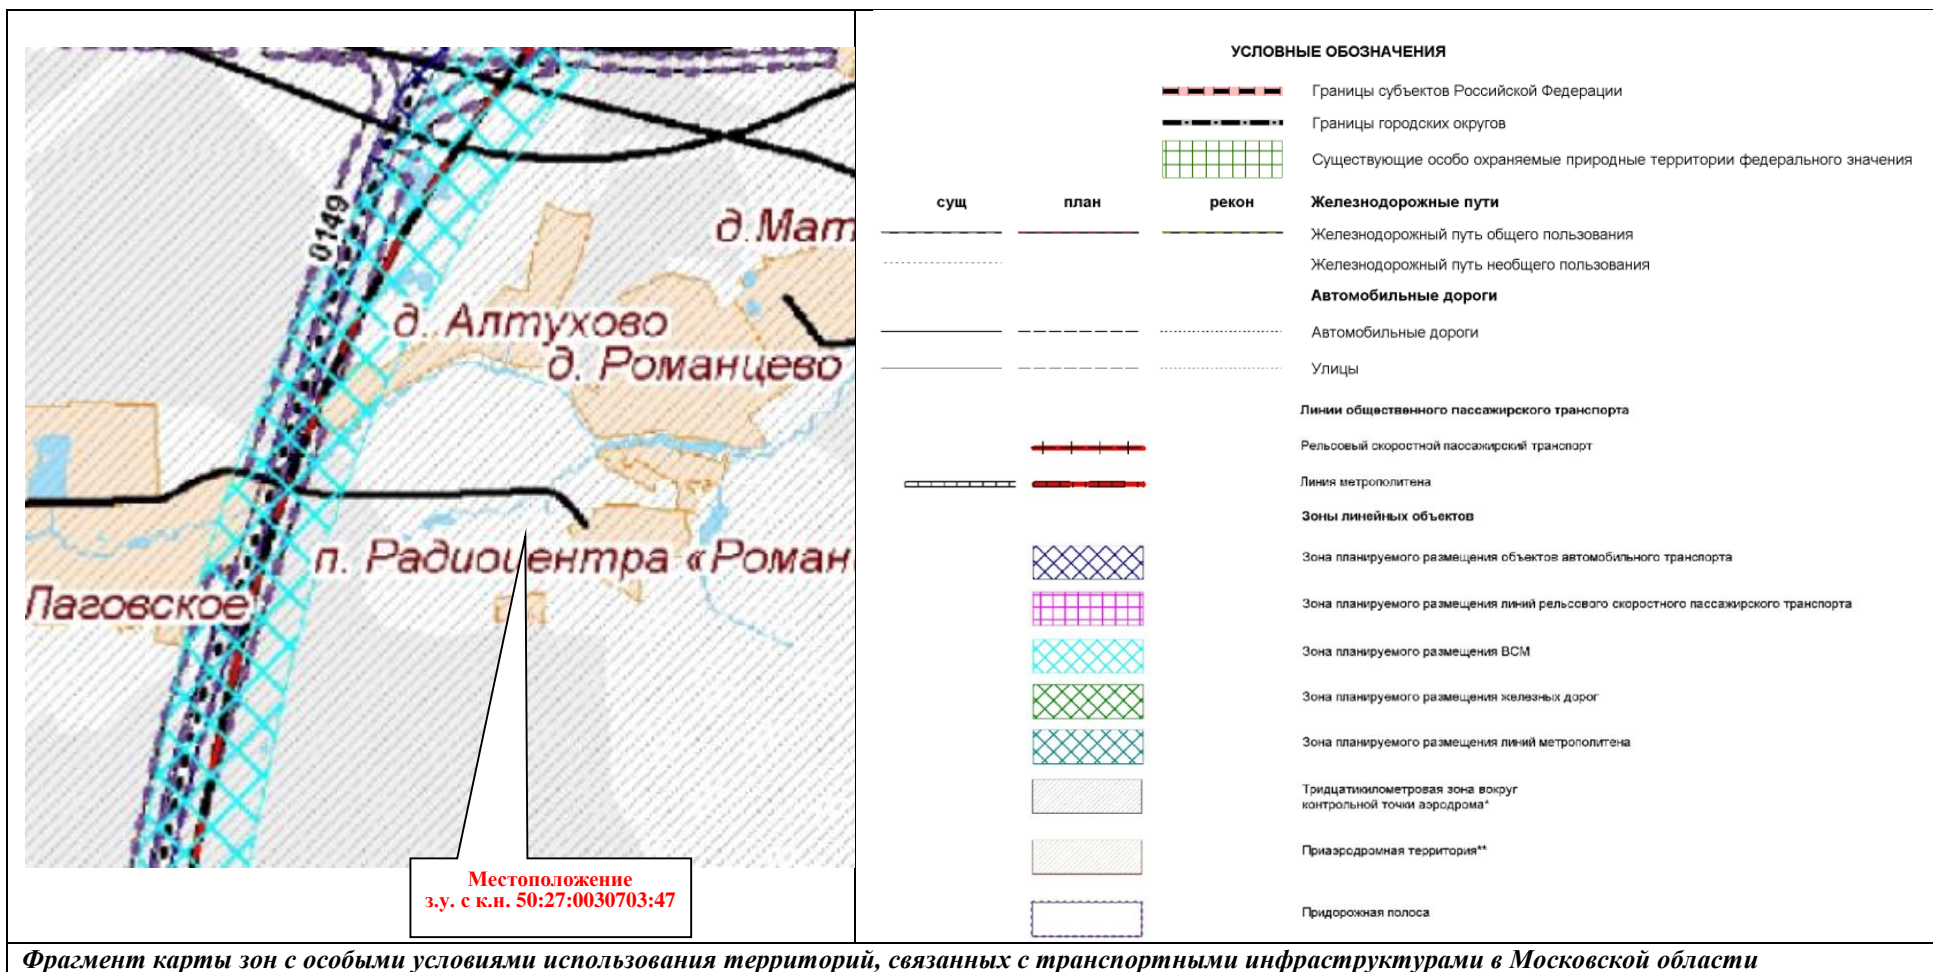 0149
д.Мат
д. Алтухово
д. Романцево
п. Радиоцентра «Роман
Лаговское
Местоположение
з.у. с к.н. 50:27:0030703:47
УСЛОВНЫЕ ОБОЗНАЧЕНИЯ
Границы субъектов Российской Федерации
Границы городских округов
Существующие особо охраняемые природные территории федерального значения
сущ план рекон Железнодорожные пути
Железнодорожный путь общего пользования
Железнодорожный путь необщего пользования
Автомобильные дороги
Автомобильные дороги
Улицы
Линии общественного пассажирского транспорта
Рельсовый скоростной пассажирский транспорт
Линия метрополитена
Зоны линейных объектов
Зона планируемого размещения объектов автомобильного транспорта
Зона планируемого размещения линий рельсового скоростного пассажирского транспорта
Зона планируемого размещения ВСМ
Зона планируемого размещения железных дорог
Зона планируемого размещения линий метрополитена
Тридцатикилометровая зона вокруг
контрольной точки аэродрома*
Приаэродромная территория**
Придорожная полоса
Фрагмент карты зон с особыми условиями использования территорий, связанных с транспортными инфраструктурами в Московской области